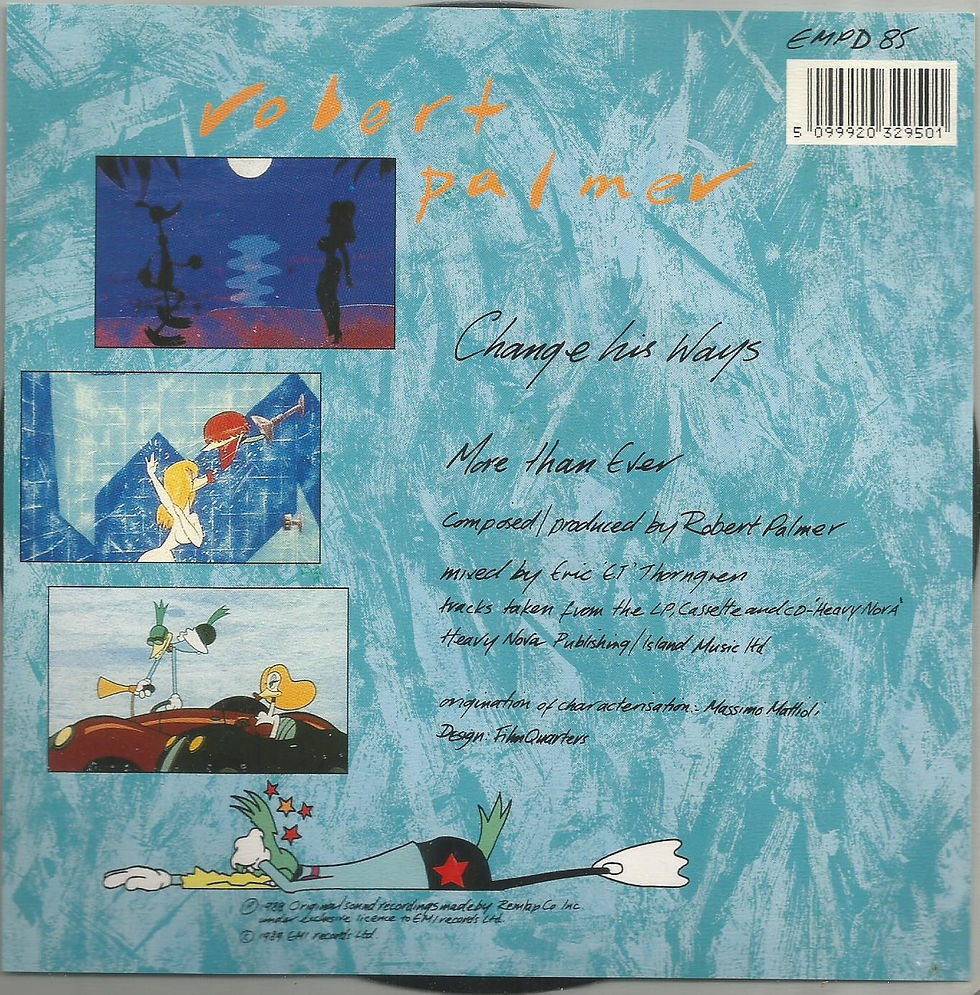 EMPD 85
5 099920 329501
robert
palmer
Change his Ways
More than Ever
composed/produced by Robert Palmer
mixed by Eric 'ET' Thorngren
tracks taken from the LP, Cassette and CD-'Heavy Nova'
Heavy Nova Publishing/Island Music ltd.
origination of characterisation:- Massimo Mattioli
Design: FilmQuarters
Ⓟ 1988 Original sound recordings made by Remlap Co Inc.
under exclusive licence to EMI records Ltd.
© 1989 EMI records Ltd